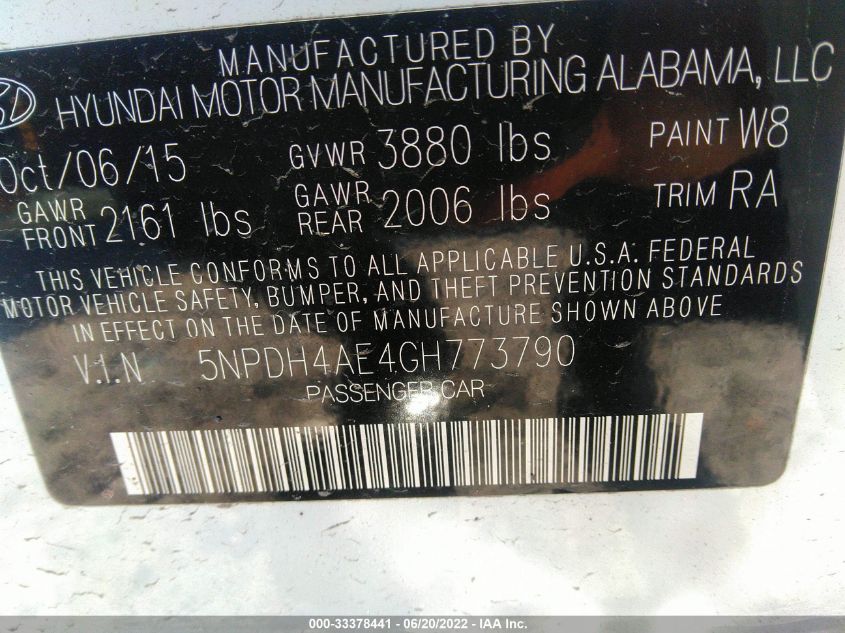 MANUFACTURED BY
HYUNDAI MOTOR MANUFACTURING ALABAMA, LLC
Oct/06/15 GVWR 3880 lbs PAINT W8
GAWR FRONT 2161 lbs GAWR REAR 2006 lbs TRIM RA
THIS VEHICLE CONFORMS TO ALL APPLICABLE U.S.A. FEDERAL
MOTOR VEHICLE SAFETY, BUMPER, AND THEFT PREVENTION STANDARDS
IN EFFECT ON THE DATE OF MANUFACTURE SHOWN ABOVE
V.I.N 5NPDH4AE4GH773790
PASSENGER CAR
000-33378441 - 06/20/2022 - IAA Inc.